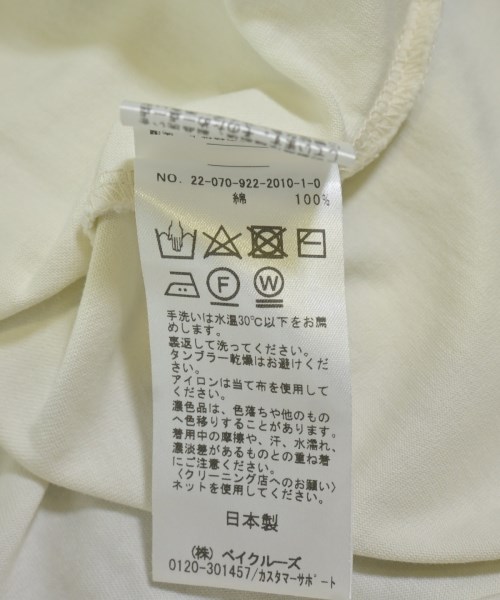 NO. 22-070-922-2010-1-0
綿 100%
F W
手洗いは水温30℃以下をお薦
めします。
裏返して洗ってください。
タンブラー乾燥はお避けくだ
さい。
アイロンは当て布を使用して
ください。
濃色品は、色落ちや他のもの
へ色移りすることがあります。
着用中の摩擦や、汗、水濡れ、
濃淡差があるものとの重ね着
にご注意ください。
〈クリーニング店へのお願い〉
ネットを使用してください。
日本製
(株) ベイクルーズ
0120-301457/カスタマーサポート